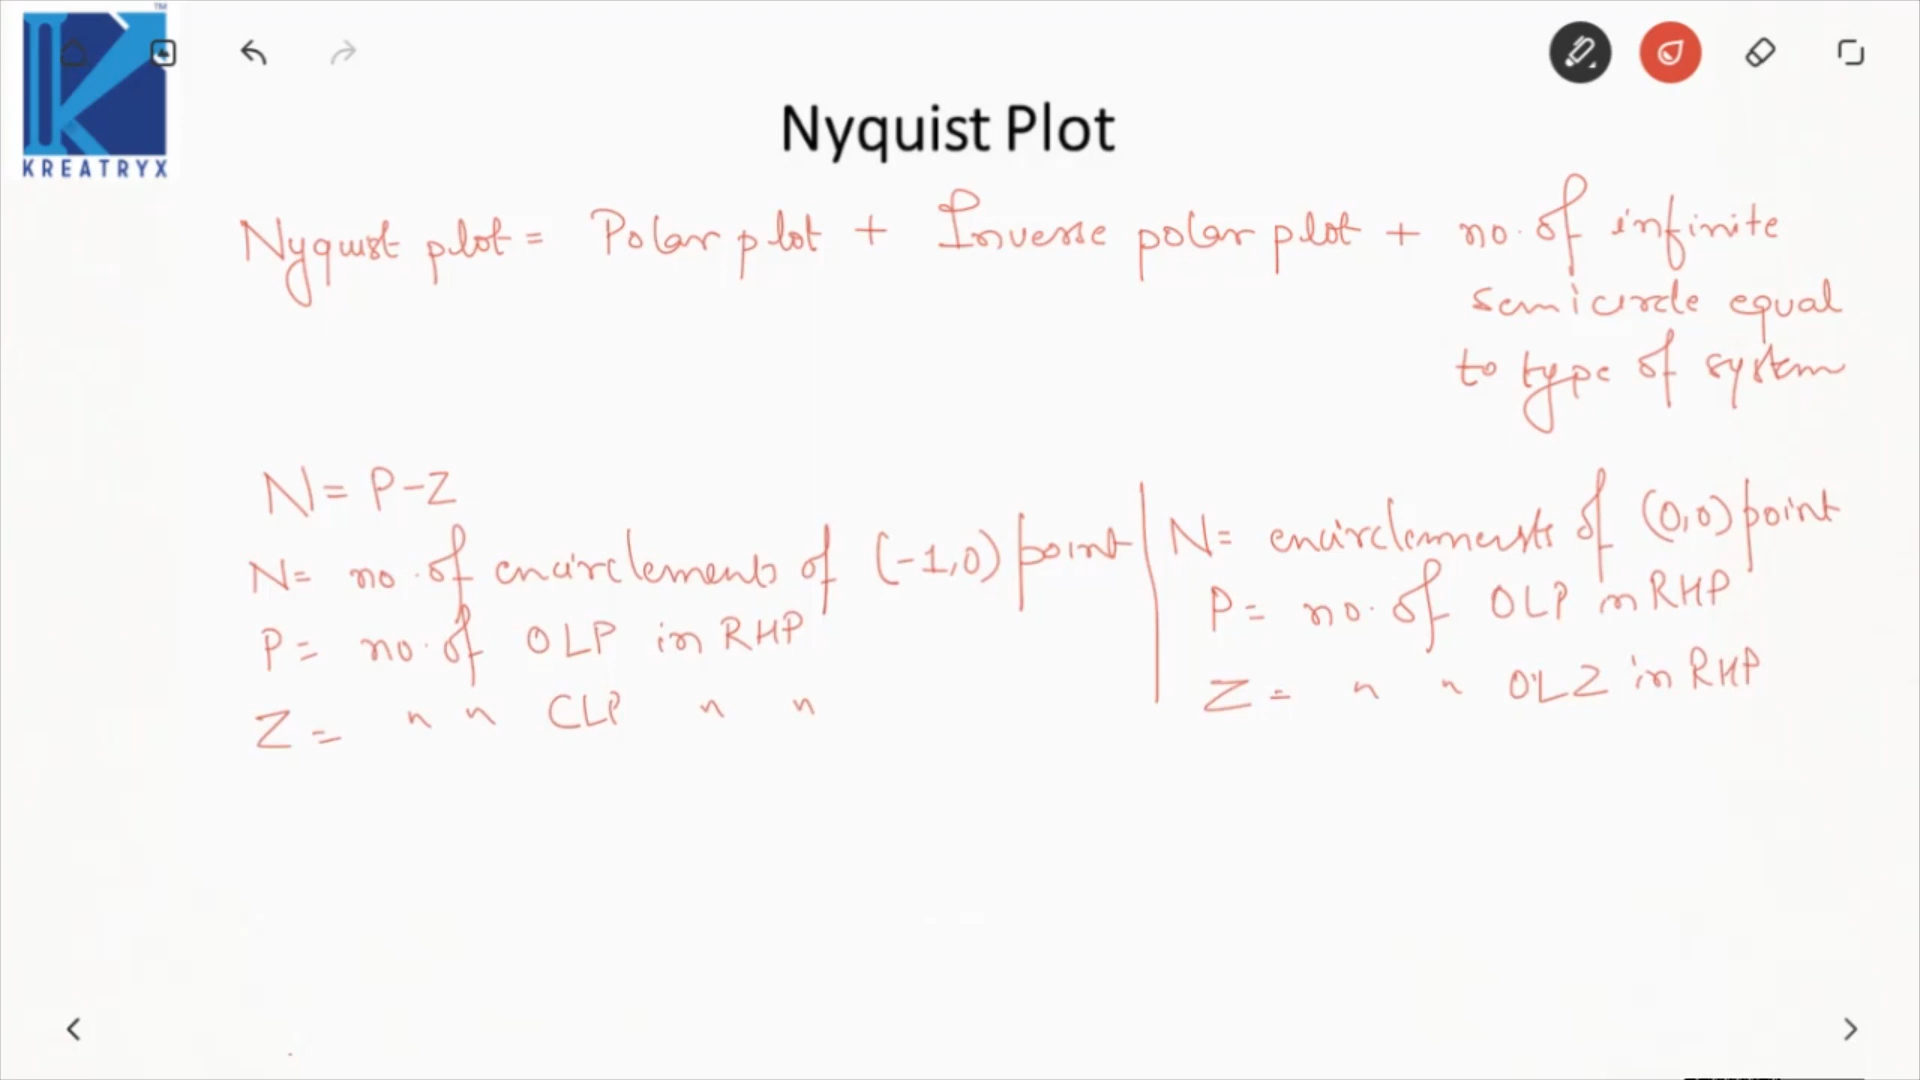 TM
KREATRYX
Nyquist Plot
Nyquist plot = Polar plot + Inverse polar plot + no. of infinite
semicircle equal
to type of system
N = P-Z
N = no. of encirclements of (-1,0) point
P = no. of OLP in RHP
Z = " " CLP " "
N = encirclements of (0,0) point
P = no. of OLP in RHP
Z = " " OLZ in RHP